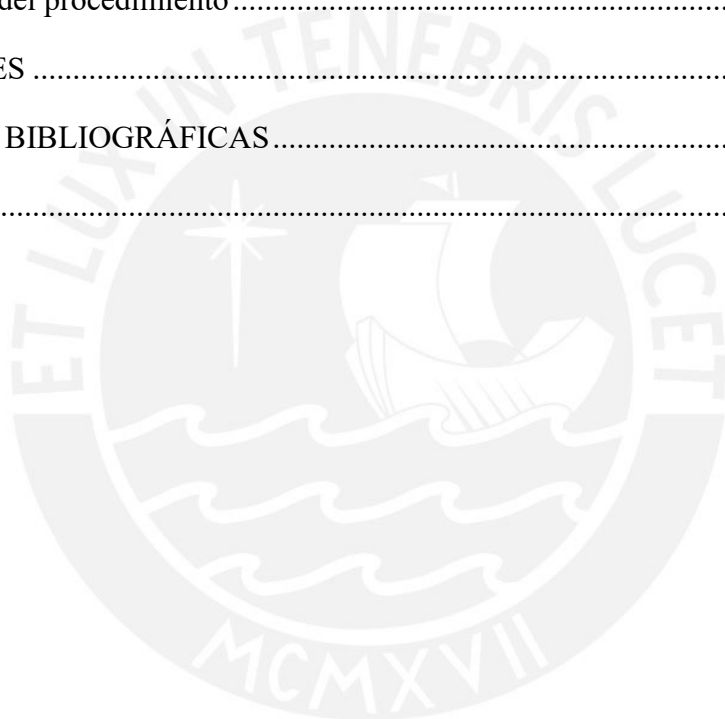 del procedimiento................................................................
ES ........................................................................................
BIBLIOGRÁFICAS.........................................................
............................................................................................
ET LUX IN TENEBRIS LUCET
MCMXVII